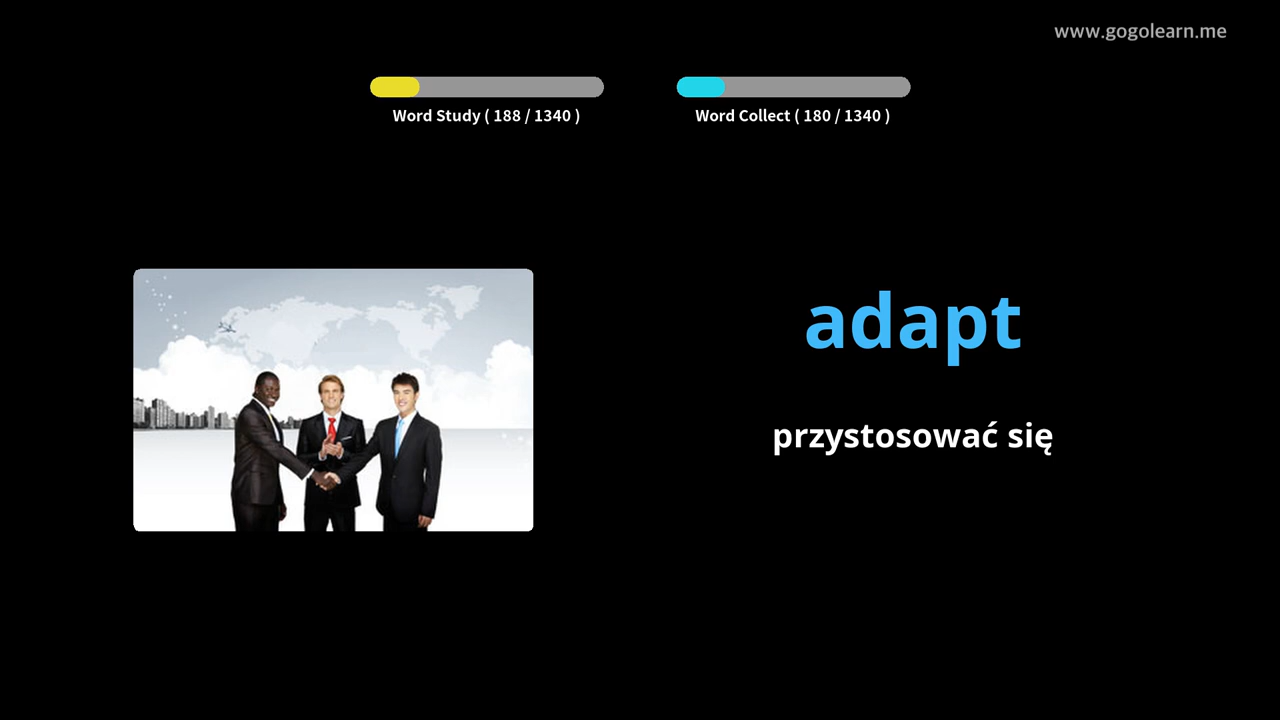 www.gogolearn.me
Word Study ( 188 / 1340 )
Word Collect ( 180 / 1340 )
adapt
przystosować się